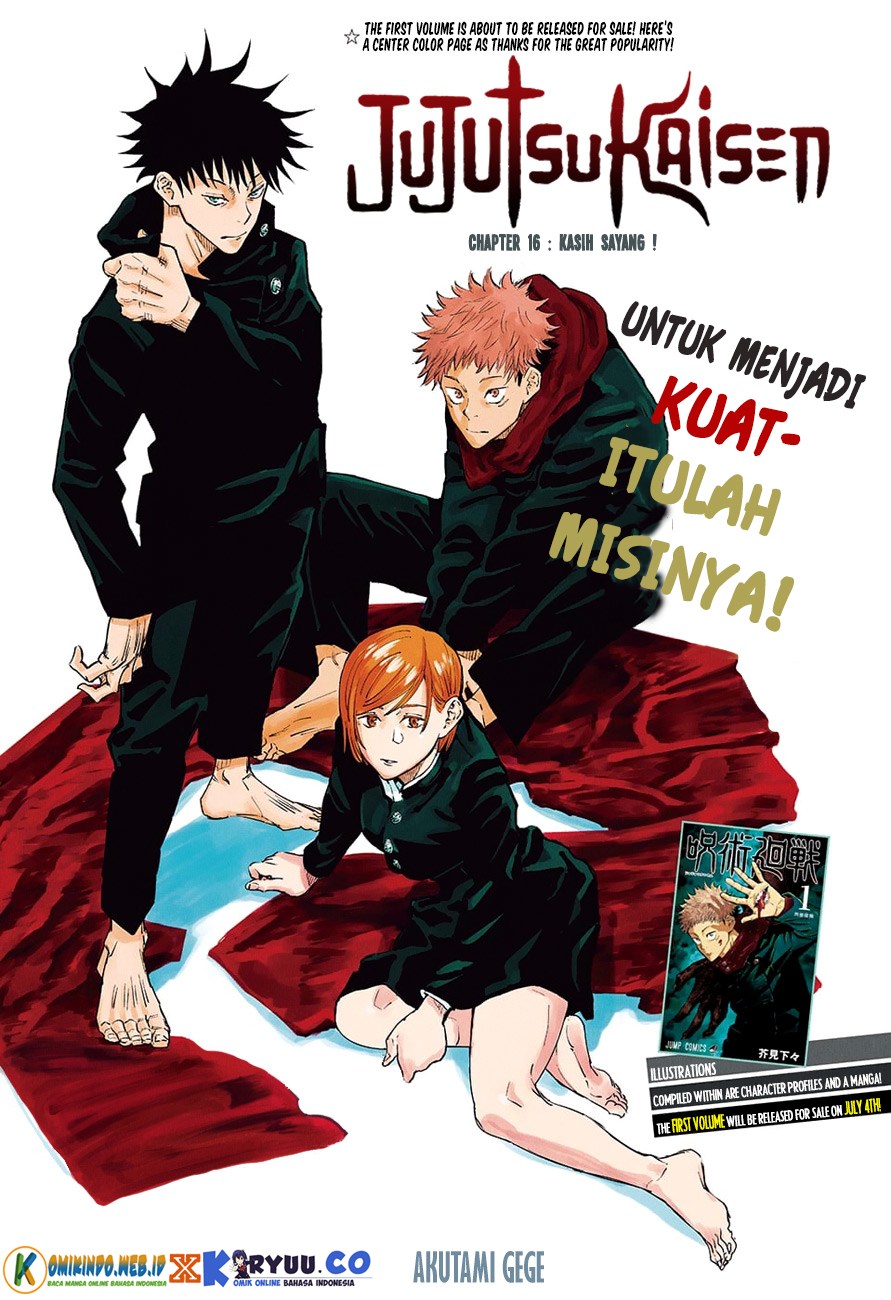 ☆ THE FIRST VOLUME IS ABOUT TO BE RELEASED FOR SALE! HERE'S
A CENTER COLOR PAGE AS THANKS FOR THE GREAT POPULARITY!
JUJUTSU KAISEN
CHAPTER 16 : KASIH SAYANG !
UNTUK MENJADI
KUAT-
ITULAH
MISINYA!
呪術廻戦
1
JUMP COMICS
芥見下々
ILLUSTRATIONS
COMPILED WITHIN ARE CHARACTER PROFILES AND A MANGA!
THE FIRST VOLUME WILL BE RELEASED FOR SALE ON JULY 4TH!
KOMIKINDO.WEB.ID X KIRYUU.CO
BACA MANGA ONLINE BAHASA INDONESIA
OMIK ONLINE BAHASA INDONESIA
AKUTAMI GEGE